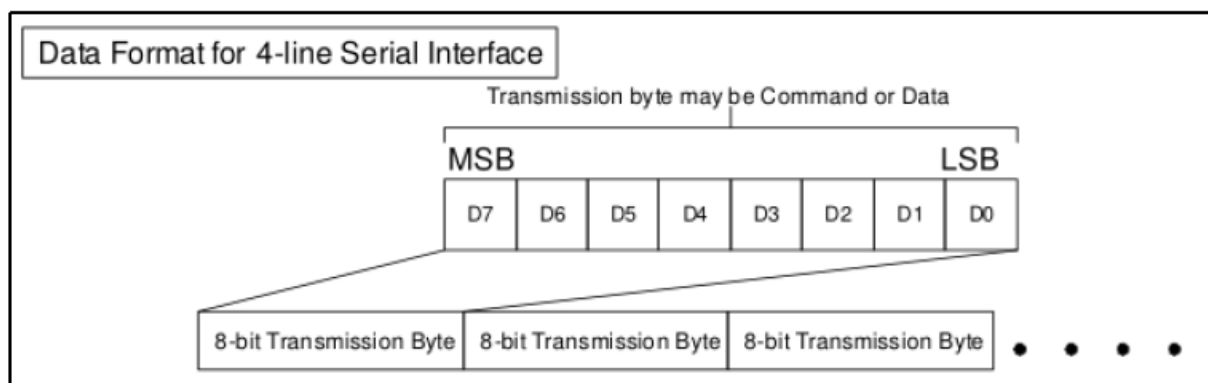 Data Format for 4-line Serial Interface
Transmission byte may be Command or Data
MSB LSB
D7 D6 D5 D4 D3 D2 D1 D0
8-bit Transmission Byte 8-bit Transmission Byte 8-bit Transmission Byte